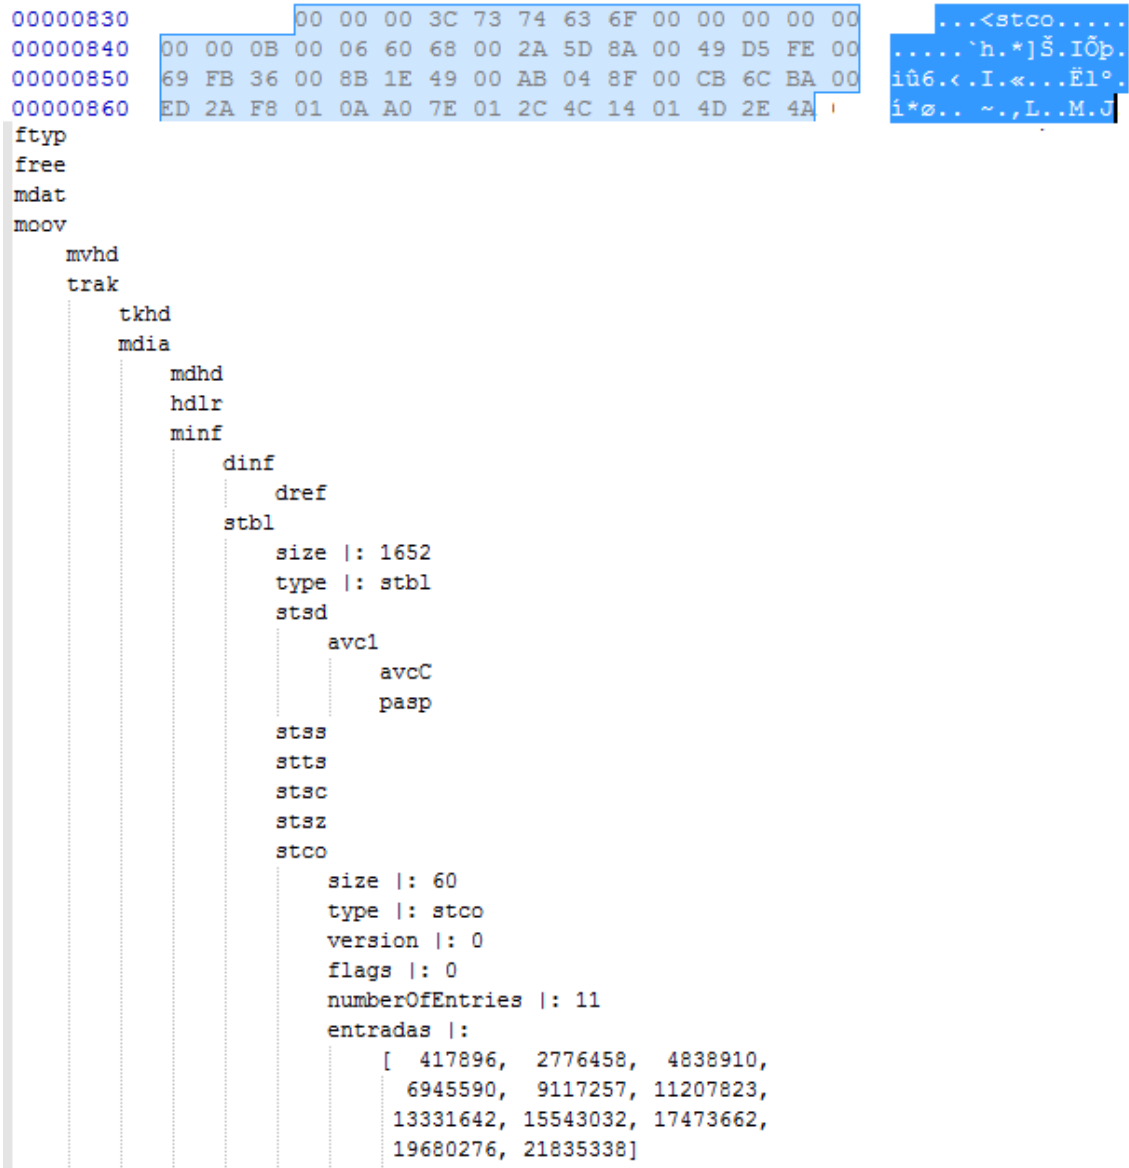 00000830 00 00 00 3C 73 74 63 6F 00 00 00 00 00 ...<stco.....
00000840 00 00 0B 00 06 60 68 00 2A 5D 8A 00 49 D5 FE 00 .....`h.*]Š.IÕþ.
00000850 69 FB 36 00 8B 1E 49 00 AB 04 8F 00 CB 6C BA 00 iû6.‹.I.«...Ëlº.
00000860 ED 2A F8 01 0A A0 7E 01 2C 4C 14 01 4D 2E 4A í*ø.. ~.,L..M.J
ftyp
free
mdat
moov
mvhd
trak
tkhd
mdia
mdhd
hdlr
minf
dinf
dref
stbl
size |: 1652
type |: stbl
stsd
avc1
avcC
pasp
stss
stts
stsc
stsz
stco
size |: 60
type |: stco
version |: 0
flags |: 0
numberOfEntries |: 11
entradas |:
[ 417896, 2776458, 4838910,
6945590, 9117257, 11207823,
13331642, 15543032, 17473662,
19680276, 21835338]